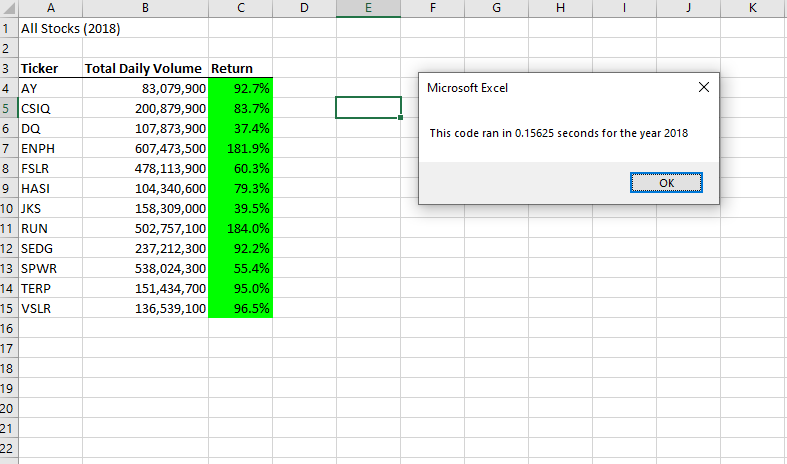 A B C D E F G H I J K
1 All Stocks (2018)
2
3 Ticker Total Daily Volume Return
4 AY 83,079,900 92.7%
5 CSIQ 200,879,900 83.7%
6 DQ 107,873,900 37.4%
7 ENPH 607,473,500 181.9%
8 FSLR 478,113,900 60.3%
9 HASI 104,340,600 79.3%
10 JKS 158,309,000 39.5%
11 RUN 502,757,100 184.0%
12 SEDG 237,212,300 92.2%
13 SPWR 538,024,300 55.4%
14 TERP 151,434,700 95.0%
15 VSLR 136,539,100 96.5%
16
17
18
19
20
21
22
Microsoft Excel
This code ran in 0.15625 seconds for the year 2018
OK